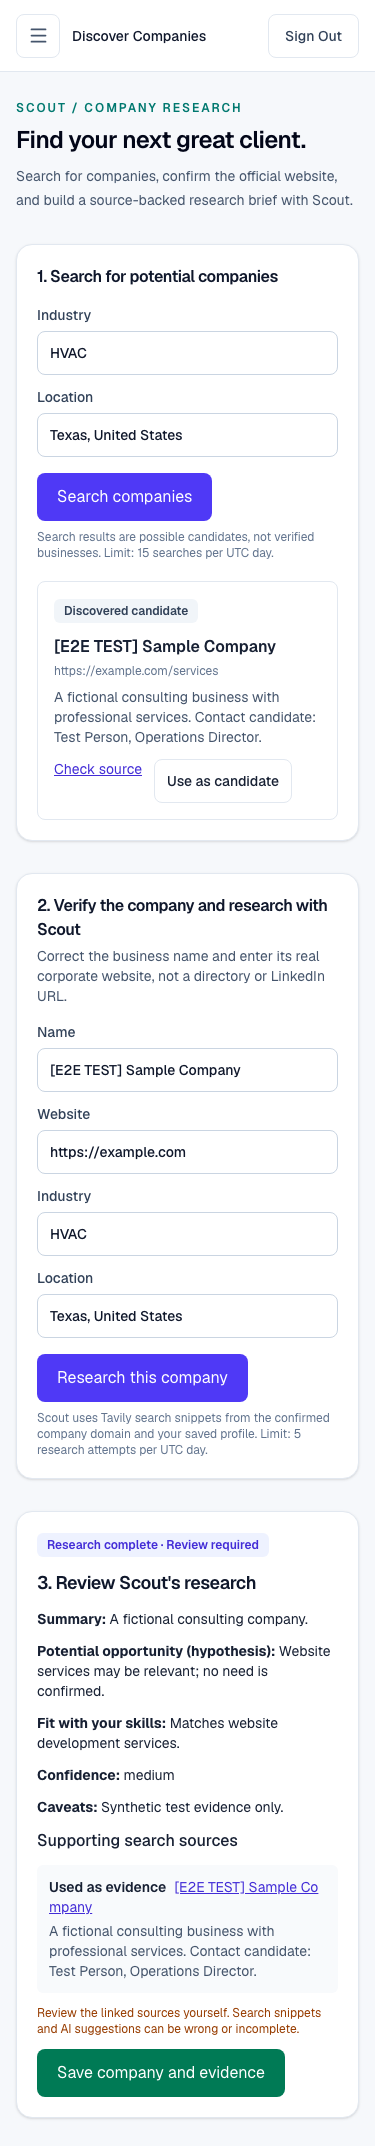 Discover Companies
Sign Out
SCOUT / COMPANY RESEARCH
Find your next great client.
Search for companies, confirm the official website,
and build a source-backed research brief with Scout.
1. Search for potential companies
Industry
HVAC
Location
Texas, United States
Search companies
Search results are possible candidates, not verified
businesses. Limit: 15 searches per UTC day.
Discovered candidate
[E2E TEST] Sample Company
https://example.com/services
A fictional consulting business with
professional services. Contact candidate:
Test Person, Operations Director.
Check source
Use as candidate
2. Verify the company and research with
Scout
Correct the business name and enter its real
corporate website, not a directory or LinkedIn
URL.
Name
[E2E TEST] Sample Company
Website
https://example.com
Industry
HVAC
Location
Texas, United States
Research this company
Scout uses Tavily search snippets from the confirmed
company domain and your saved profile. Limit: 5
research attempts per UTC day.
Research complete · Review required
3. Review Scout's research
Summary: A fictional consulting company.
Potential opportunity (hypothesis): Website
services may be relevant; no need is
confirmed.
Fit with your skills: Matches website
development services.
Confidence: medium
Caveats: Synthetic test evidence only.
Supporting search sources
Used as evidence [E2E TEST] Sample Co
mpany
A fictional consulting business with
professional services. Contact candidate:
Test Person, Operations Director.
Review the linked sources yourself. Search snippets
and AI suggestions can be wrong or incomplete.
Save company and evidence